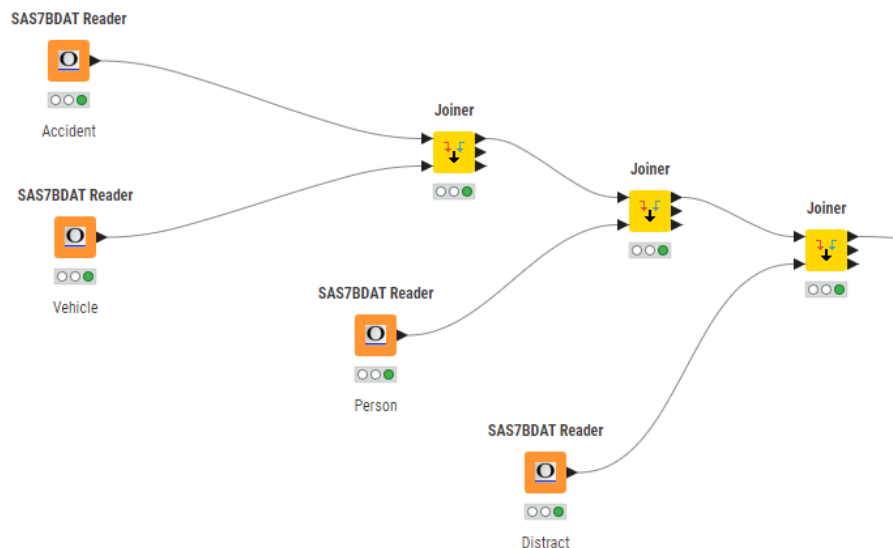 SAS7BDAT Reader
Accident
Joiner
SAS7BDAT Reader
Vehicle
Joiner
Joiner
SAS7BDAT Reader
Person
SAS7BDAT Reader
Distract